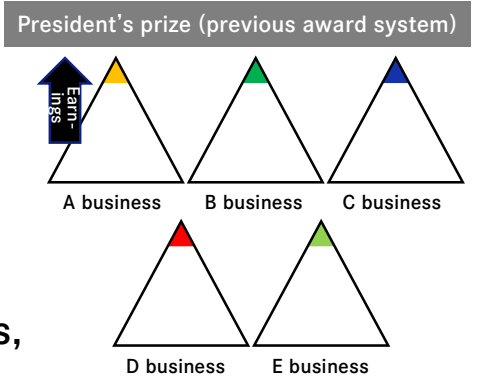 President's prize (previous award system)
Earn-
ings
A business
B business
C business
s,
D business
E business